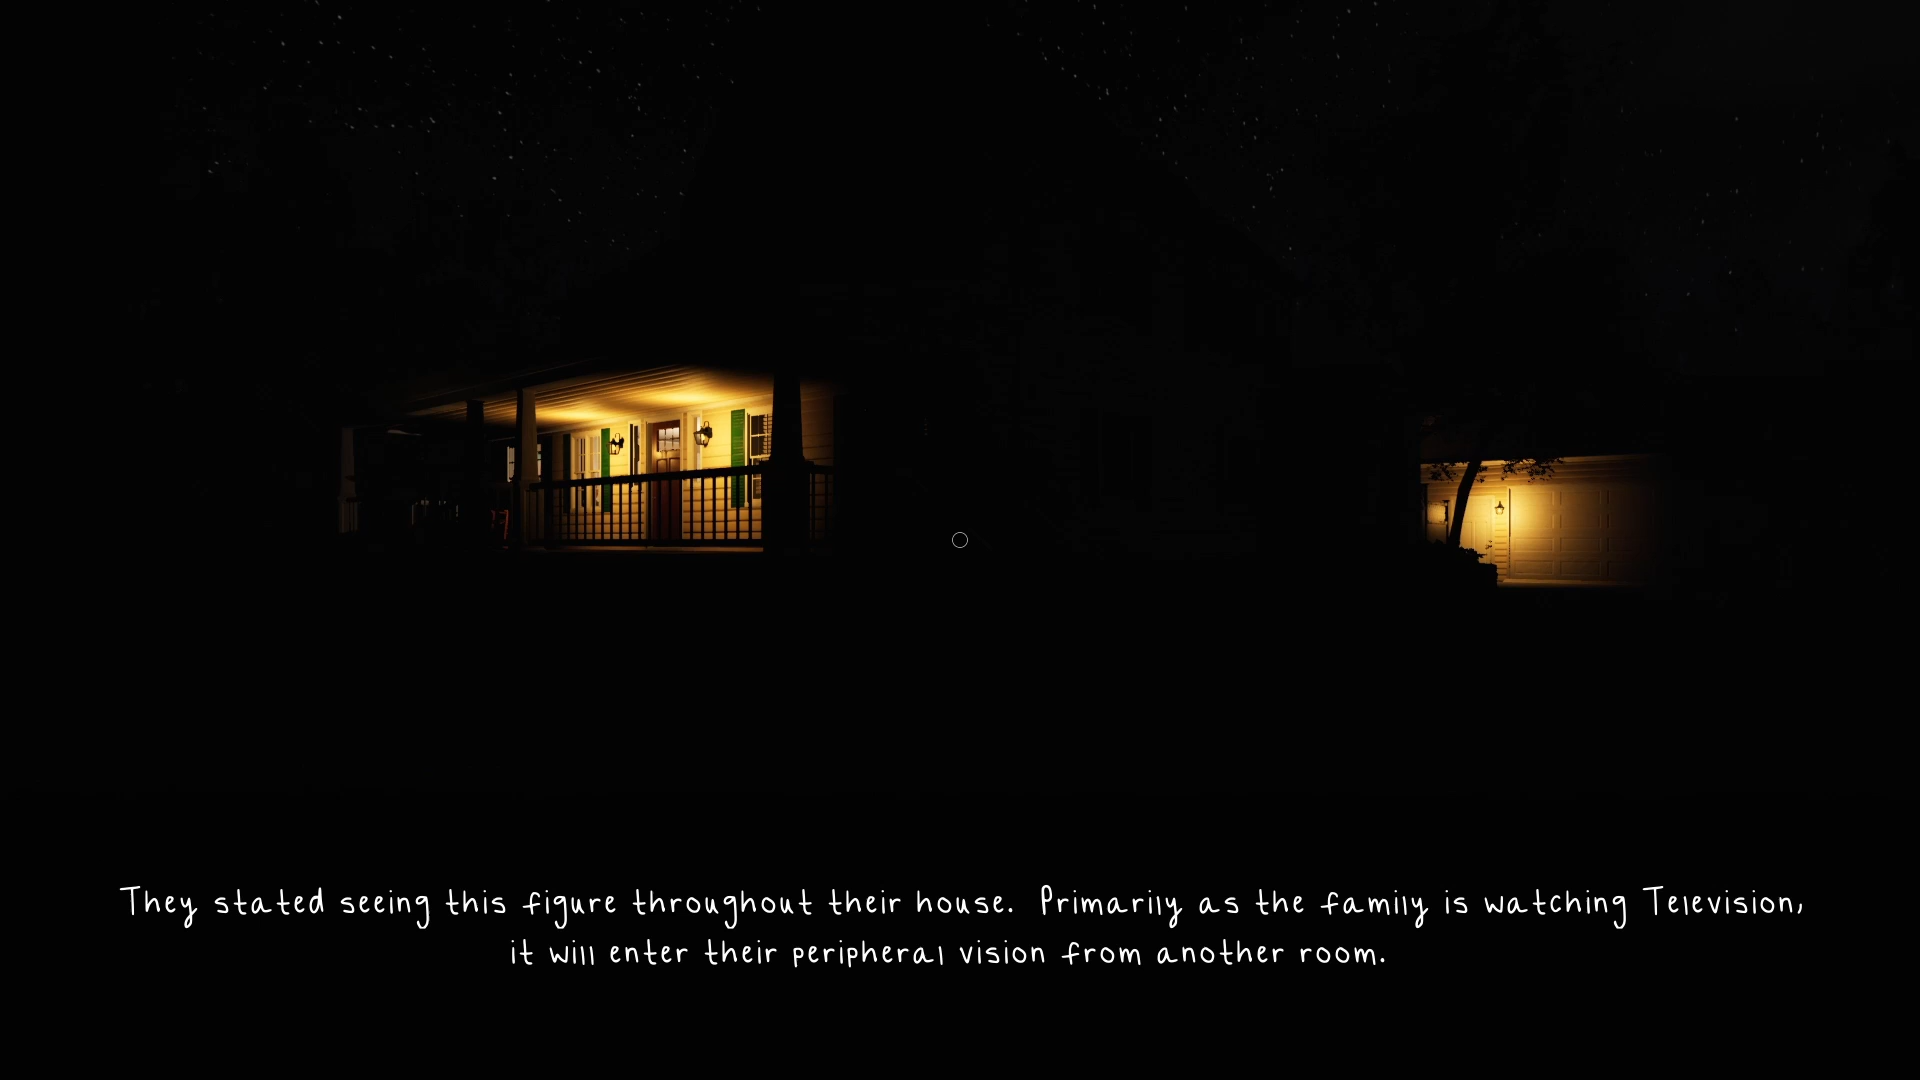 They stated seeing this figure throughout their house. Primarily as the family is watching Television,
it will enter their peripheral vision from another room.